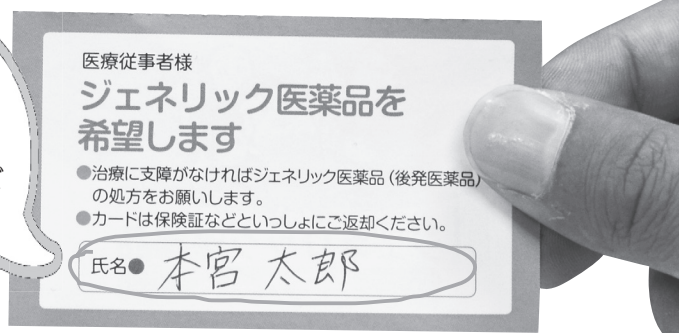 医療従事者様
ジェネリック医薬品を
希望します
●治療に支障がなければジェネリック医薬品(後発医薬品)
の処方をお願いします。
●カードは保険証などといっしょにご返却ください。
氏名● 本宮 太郎